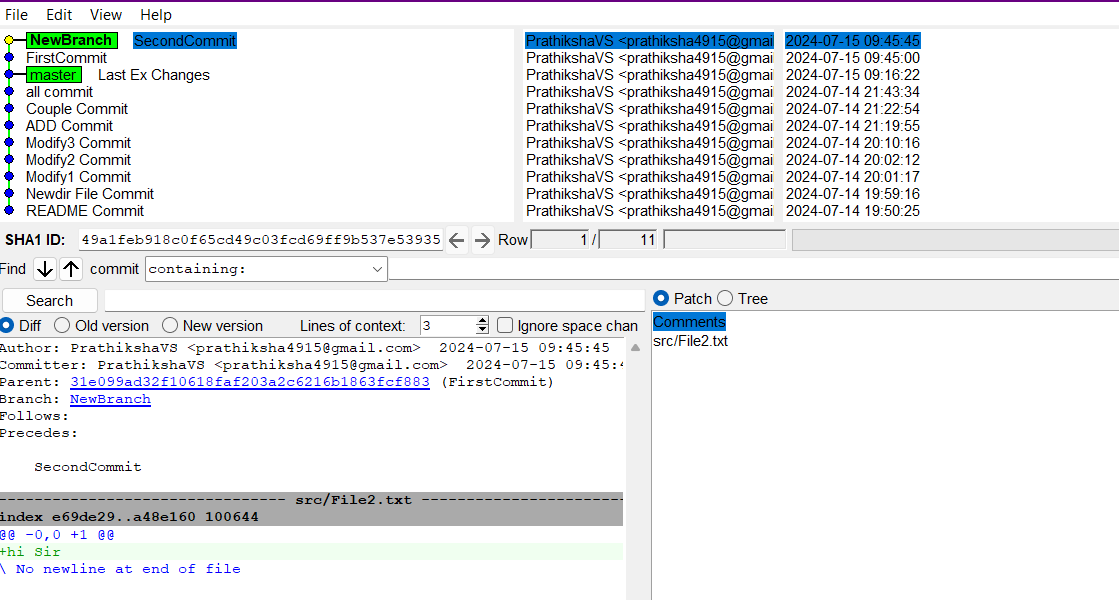 File Edit View Help
NewBranch SecondCommit PrathikshaVS <prathiksha4915@gmai 2024-07-15 09:45:45
FirstCommit PrathikshaVS <prathiksha4915@gmai 2024-07-15 09:45:00
master Last Ex Changes PrathikshaVS <prathiksha4915@gmai 2024-07-15 09:16:22
all commit PrathikshaVS <prathiksha4915@gmai 2024-07-14 21:43:34
Couple Commit PrathikshaVS <prathiksha4915@gmai 2024-07-14 21:22:54
ADD Commit PrathikshaVS <prathiksha4915@gmai 2024-07-14 21:19:55
Modify3 Commit PrathikshaVS <prathiksha4915@gmai 2024-07-14 20:10:16
Modify2 Commit PrathikshaVS <prathiksha4915@gmai 2024-07-14 20:02:12
Modify1 Commit PrathikshaVS <prathiksha4915@gmai 2024-07-14 20:01:17
Newdir File Commit PrathikshaVS <prathiksha4915@gmai 2024-07-14 19:59:16
README Commit PrathikshaVS <prathiksha4915@gmai 2024-07-14 19:50:25
SHA1 ID: 49a1feb918c0f65cd49c03fcd69ff9b537e53935 Row 1 / 11
Find commit containing:
Search
Patch Tree
Diff Old version New version Lines of context: 3 Ignore space chan
Comments
src/File2.txt
Author: PrathikshaVS <prathiksha4915@gmail.com> 2024-07-15 09:45:45
Committer: PrathikshaVS <prathiksha4915@gmail.com> 2024-07-15 09:45:4
Parent: 31e099ad32f10618faf203a2c6216b1863fcf883 (FirstCommit)
Branch: NewBranch
Follows:
Precedes:
SecondCommit
------------------------------- src/File2.txt -----------------------
index e69de29..a48e160 100644
@@ -0,0 +1 @@
+hi Sir
\ No newline at end of file